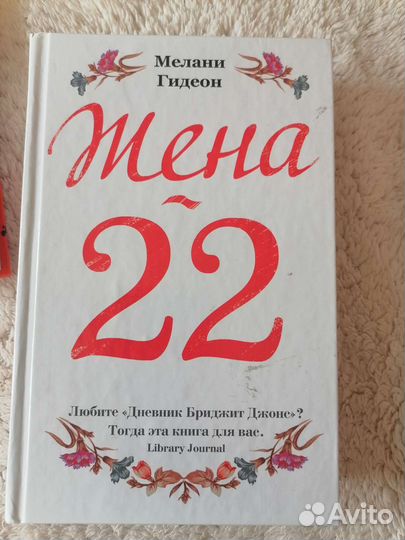 Мелани
Гидеон
Жена
~
22
Любите «Дневник Бриджит Джонс»?
Тогда эта книга для вас.
Library Journal
Avito